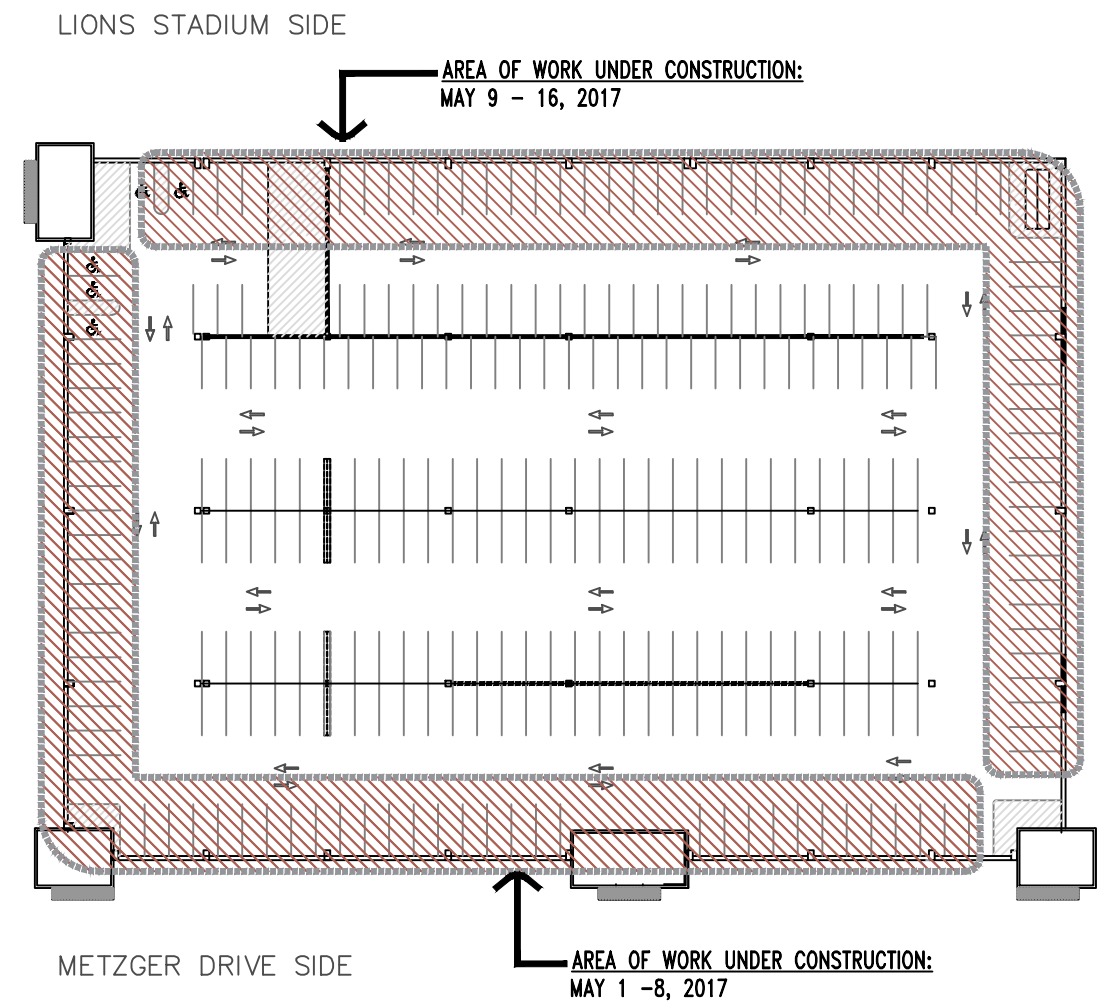 LIONS STADIUM SIDE
AREA OF WORK UNDER CONSTRUCTION:
MAY 9 - 16, 2017
METZGER DRIVE SIDE
AREA OF WORK UNDER CONSTRUCTION:
MAY 1 -8, 2017